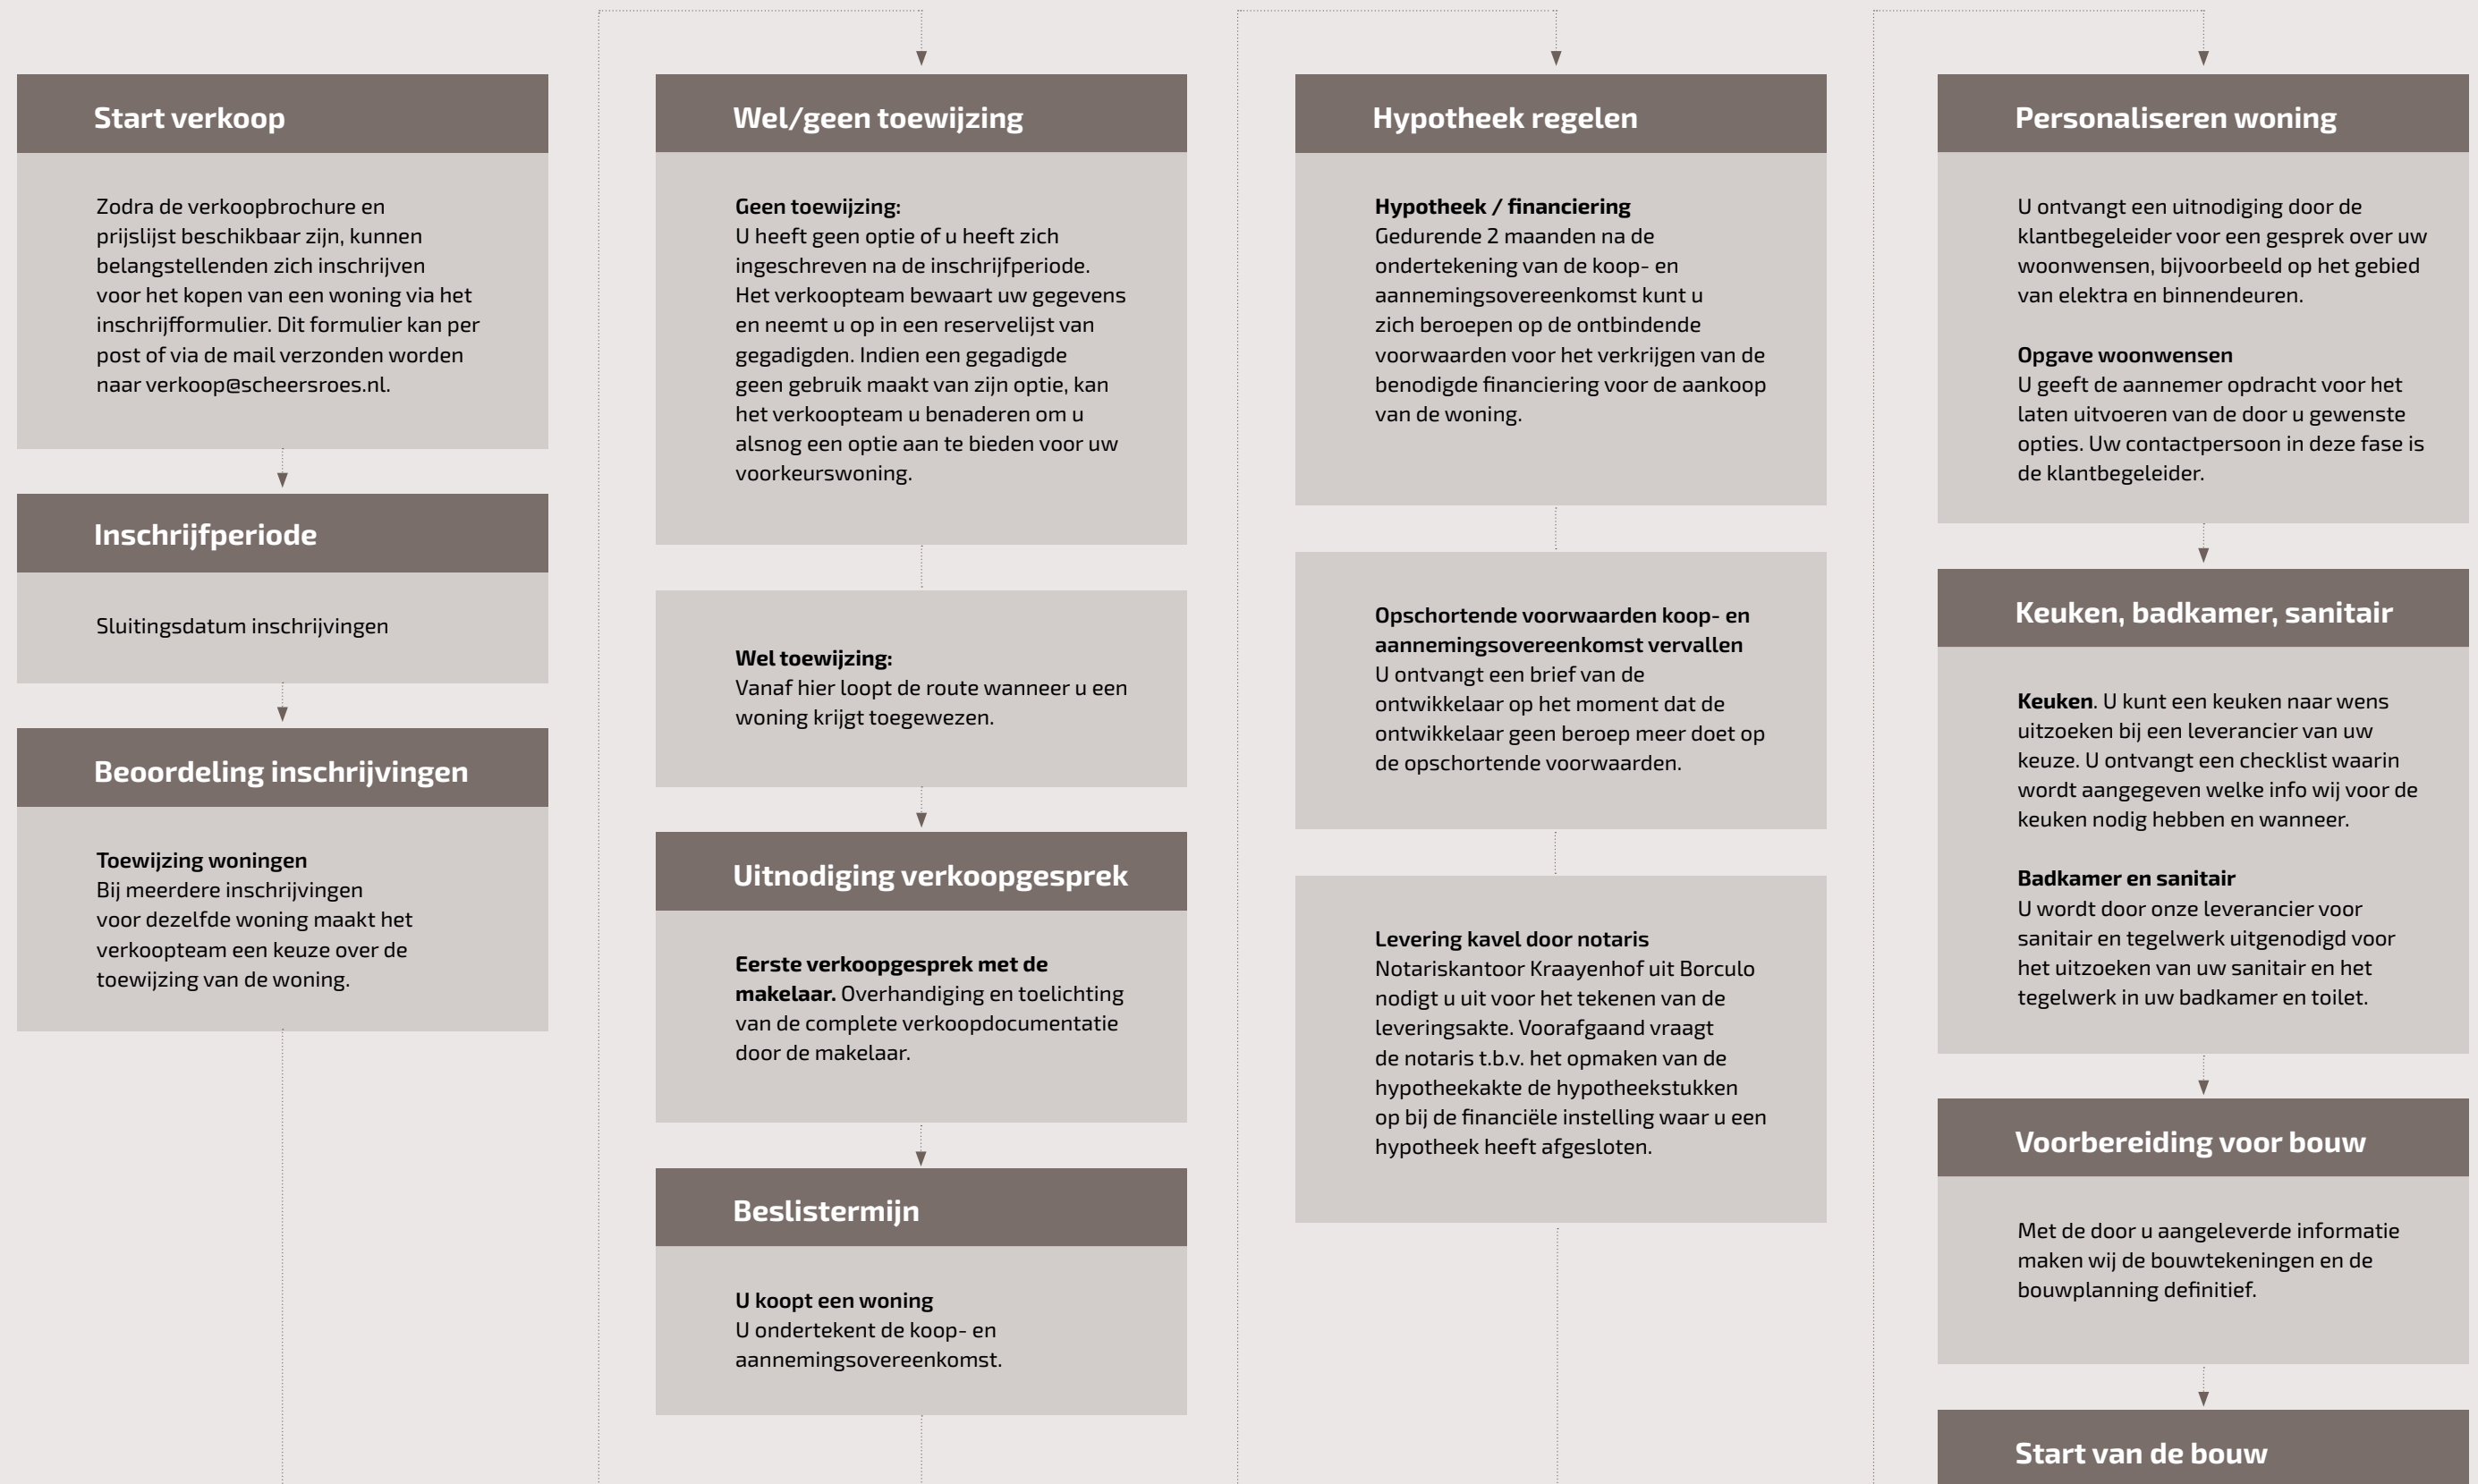 Start verkoop
Zodra de verkoopbrochure en
prijslijst beschikbaar zijn, kunnen
belangstellenden zich inschrijven
voor het kopen van een woning via het
inschrijfformulier. Dit formulier kan per
post of via de mail verzonden worden
naar verkoop@scheersroes.nl.
Inschrijfperiode
Sluitingsdatum inschrijvingen
Beoordeling inschrijvingen
Toewijzing woningen
Bij meerdere inschrijvingen
voor dezelfde woning maakt het
verkoopteam een keuze over de
toewijzing van de woning.
Wel/geen toewijzing
Geen toewijzing:
U heeft geen optie of u heeft zich
ingeschreven na de inschrijfperiode.
Het verkoopteam bewaart uw gegevens
en neemt u op in een reservelijst van
gegadigden. Indien een gegadigde
geen gebruik maakt van zijn optie, kan
het verkoopteam u benaderen om u
alsnog een optie aan te bieden voor uw
voorkeurswoning.
Wel toewijzing:
Vanaf hier loopt de route wanneer u een
woning krijgt toegewezen.
Uitnodiging verkoopgesprek
Eerste verkoopgesprek met de
makelaar. Overhandiging en toelichting
van de complete verkoopdocumentatie
door de makelaar.
Beslistermijn
U koopt een woning
U ondertekent de koop- en
aannemingsovereenkomst.
Hypotheek regelen
Hypotheek / financiering
Gedurende 2 maanden na de
ondertekening van de koop- en
aannemingsovereenkomst kunt u
zich beroepen op de ontbindende
voorwaarden voor het verkrijgen van de
benodigde financiering voor de aankoop
van de woning.
Opschortende voorwaarden koop- en
aannemingsovereenkomst vervallen
U ontvangt een brief van de
ontwikkelaar op het moment dat de
ontwikkelaar geen beroep meer doet op
de opschortende voorwaarden.
Levering kavel door notaris
Notariskantoor Kraayenhof uit Borculo
nodigt u uit voor het tekenen van de
leveringsakte. Voorafgaand vraagt
de notaris t.b.v. het opmaken van de
hypotheekakte de hypotheekstukken
op bij de financiële instelling waar u een
hypotheek heeft afgesloten.
Personaliseren woning
U ontvangt een uitnodiging door de
klantbegeleider voor een gesprek over uw
woonwensen, bijvoorbeeld op het gebied
van elektra en binnendeuren.
Opgave woonwensen
U geeft de aannemer opdracht voor het
laten uitvoeren van de door u gewenste
opties. Uw contactpersoon in deze fase is
de klantbegeleider.
Keuken, badkamer, sanitair
Keuken. U kunt een keuken naar wens
uitzoeken bij een leverancier van uw
keuze. U ontvangt een checklist waarin
wordt aangegeven welke info wij voor de
keuken nodig hebben en wanneer.
Badkamer en sanitair
U wordt door onze leverancier voor
sanitair en tegelwerk uitgenodigd voor
het uitzoeken van uw sanitair en het
tegelwerk in uw badkamer en toilet.
Voorbereiding voor bouw
Met de door u aangeleverde informatie
maken wij de bouwtekeningen en de
bouwplanning definitief.
Start van de bouw